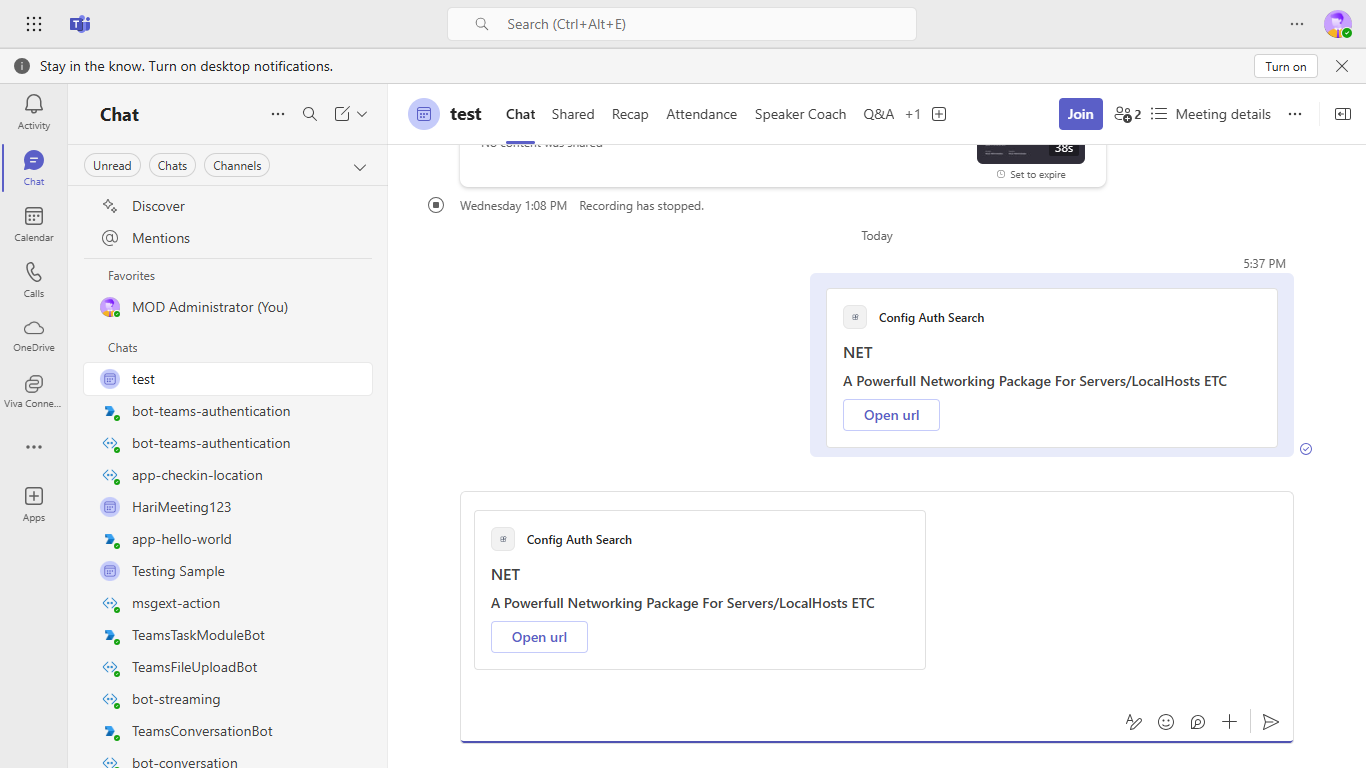 Search (Ctrl+Alt+E)
Stay in the know. Turn on desktop notifications.
Turn on
Activity
Chat
Calendar
Calls
OneDrive
Viva Conne...
Apps
Chat
Unread
Chats
Channels
Discover
Mentions
Favorites
MOD Administrator (You)
Chats
test
bot-teams-authentication
bot-teams-authentication
app-checkin-location
HariMeeting123
app-hello-world
Testing Sample
msgext-action
TeamsTaskModuleBot
TeamsFileUploadBot
bot-streaming
TeamsConversationBot
bot-conversation
test
Chat
Shared
Recap
Attendance
Speaker Coach
Q&A
+1
Join
2
Meeting details
No content was shared
38s
Set to expire
Wednesday 1:08 PM Recording has stopped.
Today
5:37 PM
Config Auth Search
NET
A Powerfull Networking Package For Servers/LocalHosts ETC
Open url
Config Auth Search
NET
A Powerfull Networking Package For Servers/LocalHosts ETC
Open url